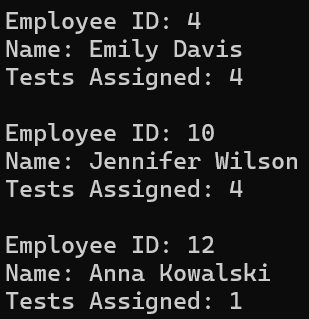 Employee ID: 4
Name: Emily Davis
Tests Assigned: 4
Employee ID: 10
Name: Jennifer Wilson
Tests Assigned: 4
Employee ID: 12
Name: Anna Kowalski
Tests Assigned: 1